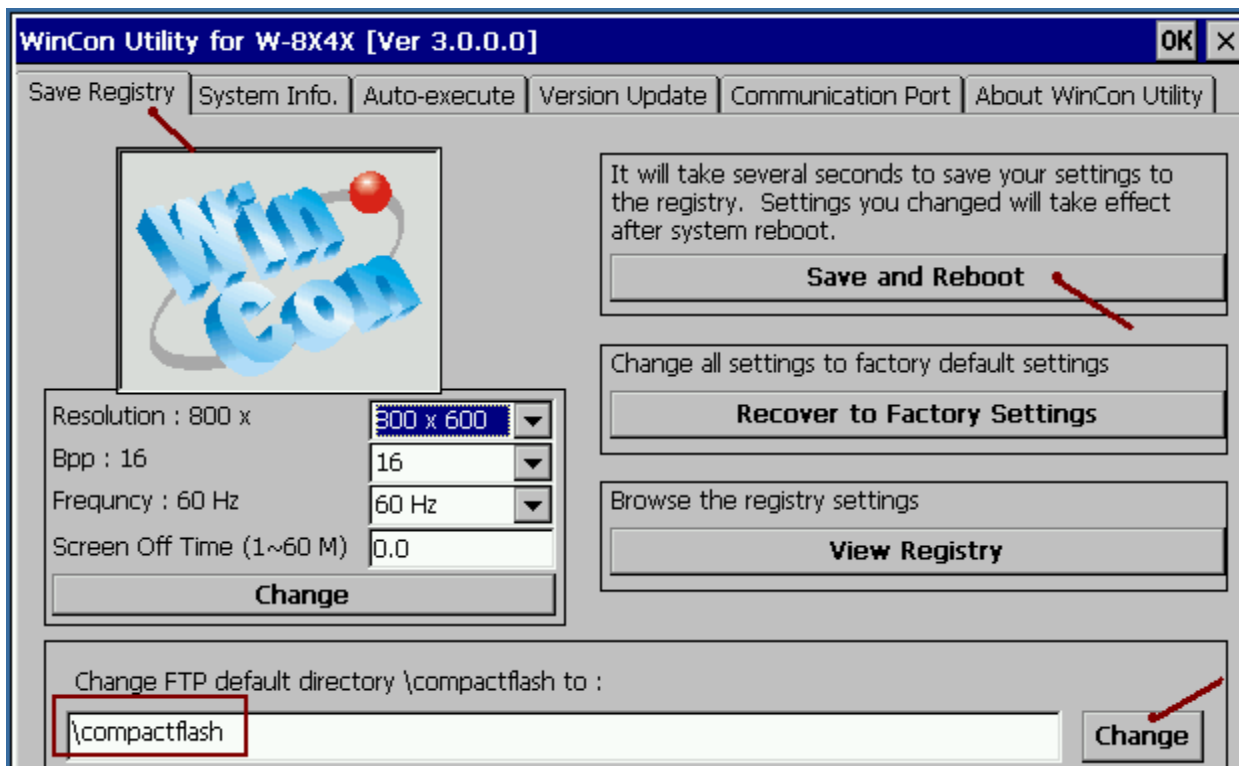 WinCon Utility for W-8X4X [Ver 3.0.0.0]
OK
Save Registry
System Info.
Auto-execute
Version Update
Communication Port
About WinCon Utility
Win
Con
Resolution : 800 x
800 x 600
Bpp : 16
16
Frequncy : 60 Hz
60 Hz
Screen Off Time (1~60 M)
0.0
Change
It will take several seconds to save your settings to
the registry. Settings you changed will take effect
after system reboot.
Save and Reboot
Change all settings to factory default settings
Recover to Factory Settings
Browse the registry settings
View Registry
Change FTP default directory \compactflash to :
\compactflash
Change